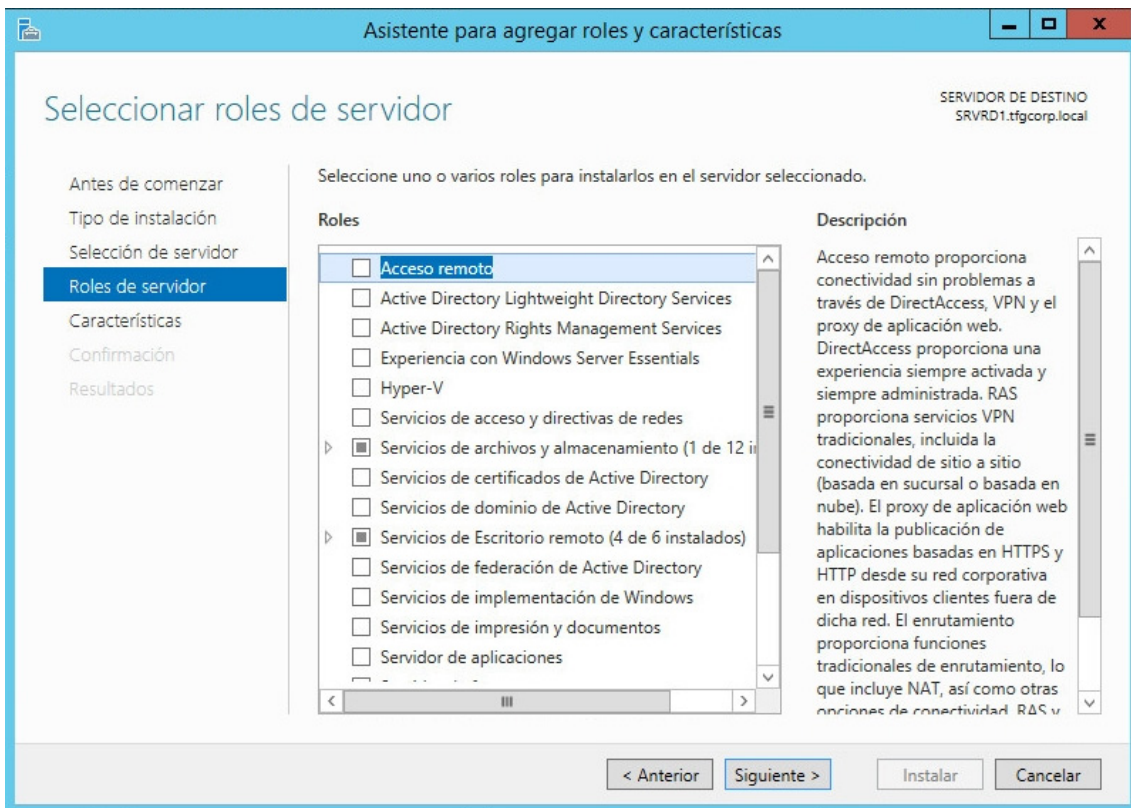 Asistente para agregar roles y características
Seleccionar roles de servidor
SERVIDOR DE DESTINO
SRVRD1.tfgcorp.local
Antes de comenzar
Tipo de instalación
Selección de servidor
Roles de servidor
Características
Confirmación
Resultados
Seleccione uno o varios roles para instalarlos en el servidor seleccionado.
Roles
Acceso remoto
Active Directory Lightweight Directory Services
Active Directory Rights Management Services
Experiencia con Windows Server Essentials
Hyper-V
Servicios de acceso y directivas de redes
Servicios de archivos y almacenamiento (1 de 12
Servicios de certificados de Active Directory
Servicios de dominio de Active Directory
Servicios de Escritorio remoto (4 de 6 instalados)
Servicios de federación de Active Directory
Servicios de implementación de Windows
Servicios de impresión y documentos
Servidor de aplicaciones
Descripción
Acceso remoto proporciona
conectividad sin problemas a
través de DirectAccess, VPN y el
proxy de aplicación web.
DirectAccess proporciona una
experiencia siempre activada y
siempre administrada. RAS
proporciona servicios VPN
tradicionales, incluida la
conectividad de sitio a sitio
(basada en sucursal o basada en
nube). El proxy de aplicación web
habilita la publicación de
aplicaciones basadas en HTTPS y
HTTP desde su red corporativa
en dispositivos clientes fuera de
dicha red. El enrutamiento
proporciona funciones
tradicionales de enrutamiento, lo
que incluye NAT, así como otras
opciones de conectividad. RAS y
< Anterior
Siguiente >
Instalar
Cancelar